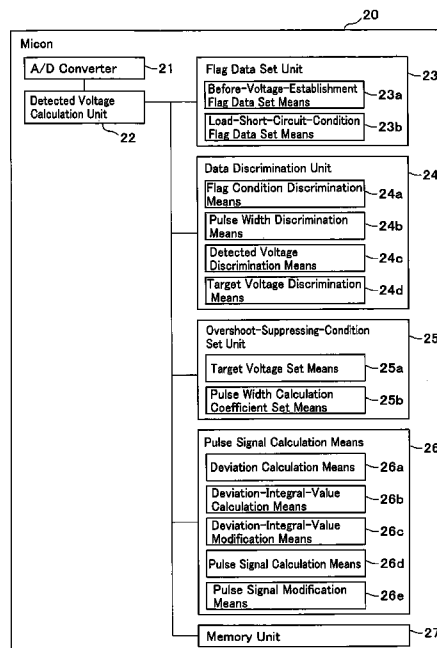 20
Micon
A/D Converter
21
Detected Voltage
Calculation Unit
22
Flag Data Set Unit
23
Before-Voltage-Establishment
Flag Data Set Means
23a
Load-Short-Circuit-Condition
Flag Data Set Means
23b
Data Discrimination Unit
24
Flag Condition Discrimination
Means
24a
Pulse Width Discrimination
Means
24b
Detected Voltage
Discrimination Means
24c
Target Voltage Discrimination
Means
24d
Overshoot-Suppressing-Condition
Set Unit
25
Target Voltage Set Means
25a
Pulse Width Calculation
Coefficient Set Means
25b
Pulse Signal Calculation Means
26
Deviation Calculation Means
26a
Deviation-Integral-Value
Calculation Means
26b
Deviation-Integral-Value
Modification Means
26c
Pulse Signal Calculation Means
26d
Pulse Signal Modification
Means
26e
Memory Unit
27